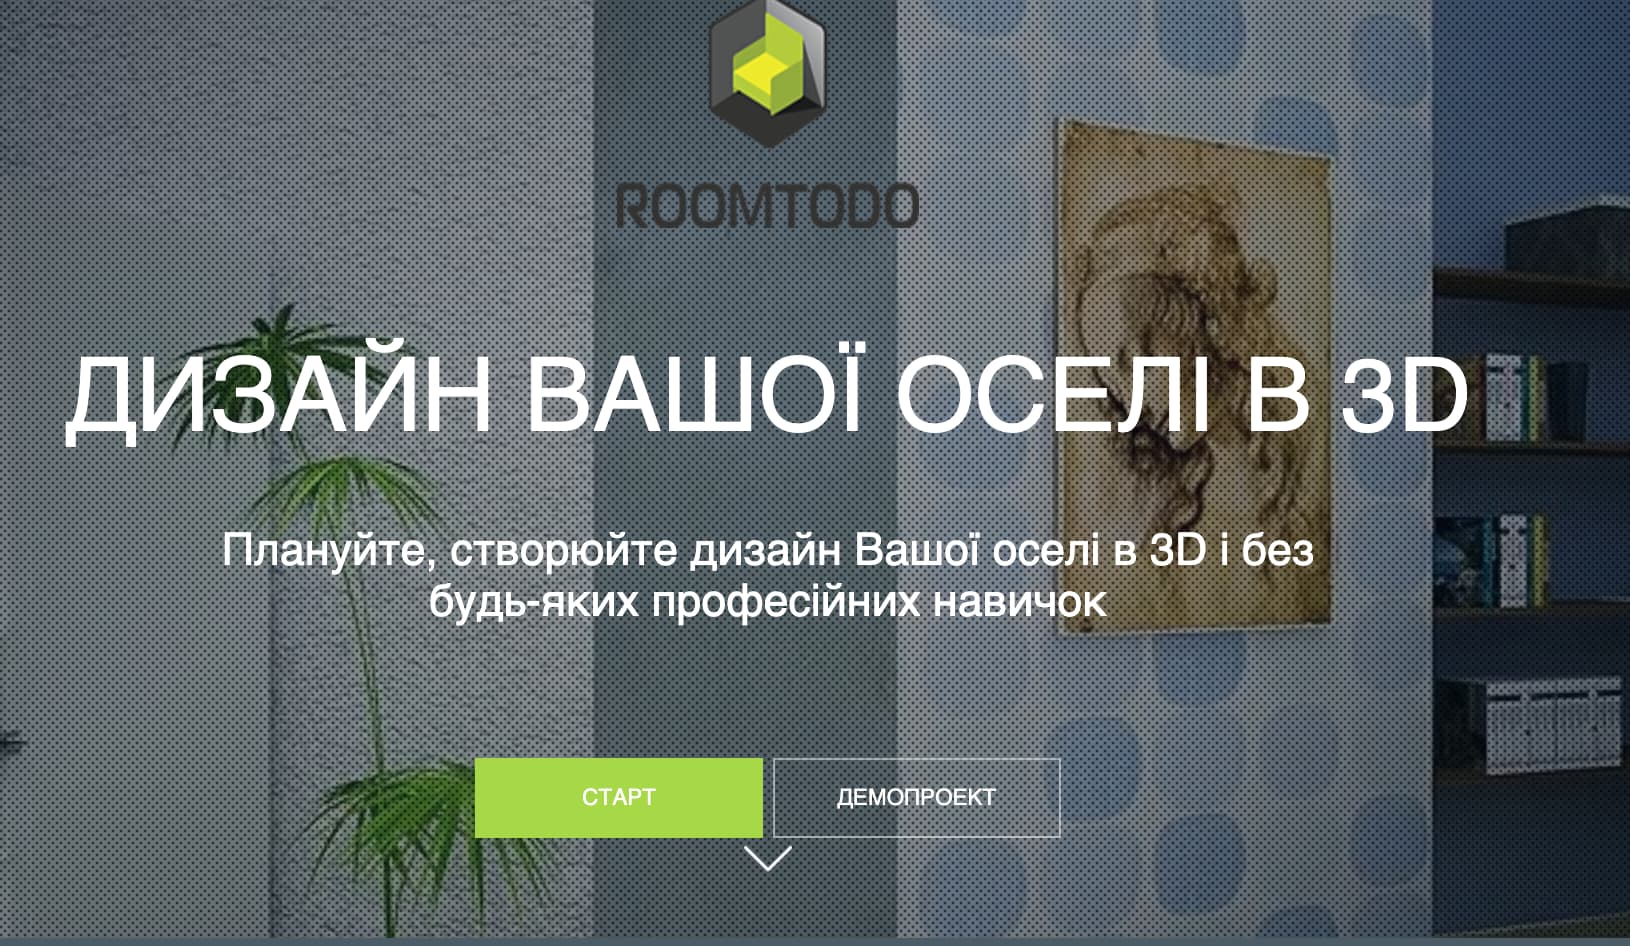 ROOMTODO
ДИЗАЙН ВАШОЇ ОСЕЛІ В 3D
Плануйте, створюйте дизайн Вашої оселі в 3D і без
будь-яких професійних навичок
СТАРТ
ДЕМОПРОЕКТ